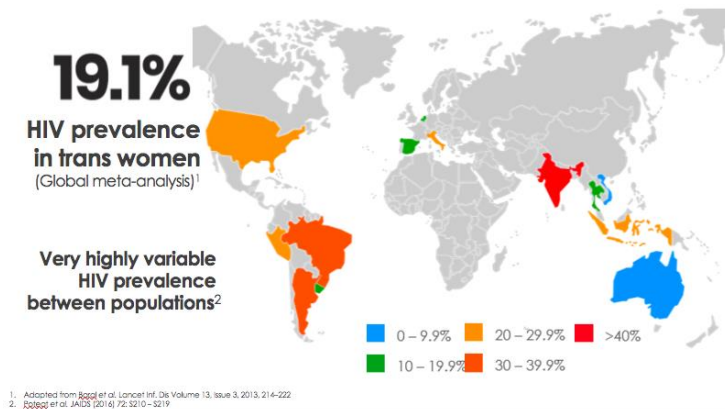 19.1%
HIV prevalence
in trans women
(Global meta-analysis)1
Very highly variable
HIV prevalence
between populations2
0 – 9.9%
20 – 29.9%
>40%
10 – 19.9%
30 – 39.9%
1. Adapted from Baral et al. Lancet Inf. Dis Volume 13, Issue 3, 2013, 214–222
2. Poteat et al. JAIDS (2016) 72: S210 – S219